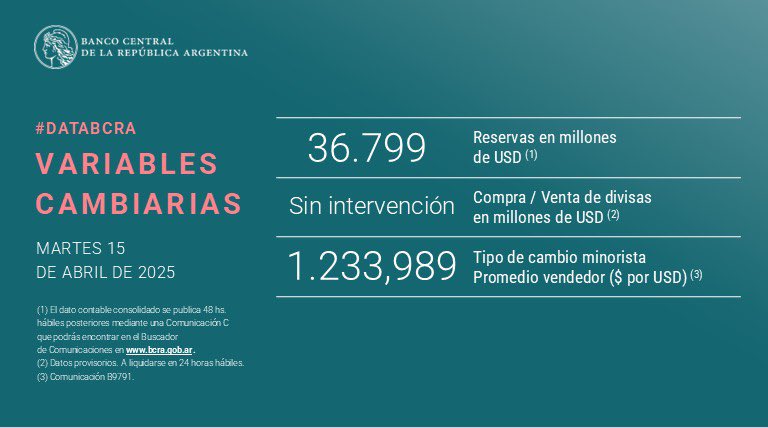 BANCO CENTRAL
DE LA REPÚBLICA ARGENTINA
#DATABCRA
VARIABLES
CAMBIARIAS
MARTES 15
DE ABRIL DE 2025
36.799
Reservas en millones
de USD (1)
Sin intervención
Compra / Venta de divisas
en millones de USD (2)
1.233,989
Tipo de cambio minorista
Promedio vendedor ($ por USD) (3)
(1) El dato contable consolidado se publica 48 hs.
hábiles posteriores mediante una Comunicación C
que podrás encontrar en el Buscador
de Comunicaciones en www.bcra.gob.ar.
(2) Datos provisorios. A liquidarse en 24 horas hábiles.
(3) Comunicación B9791.